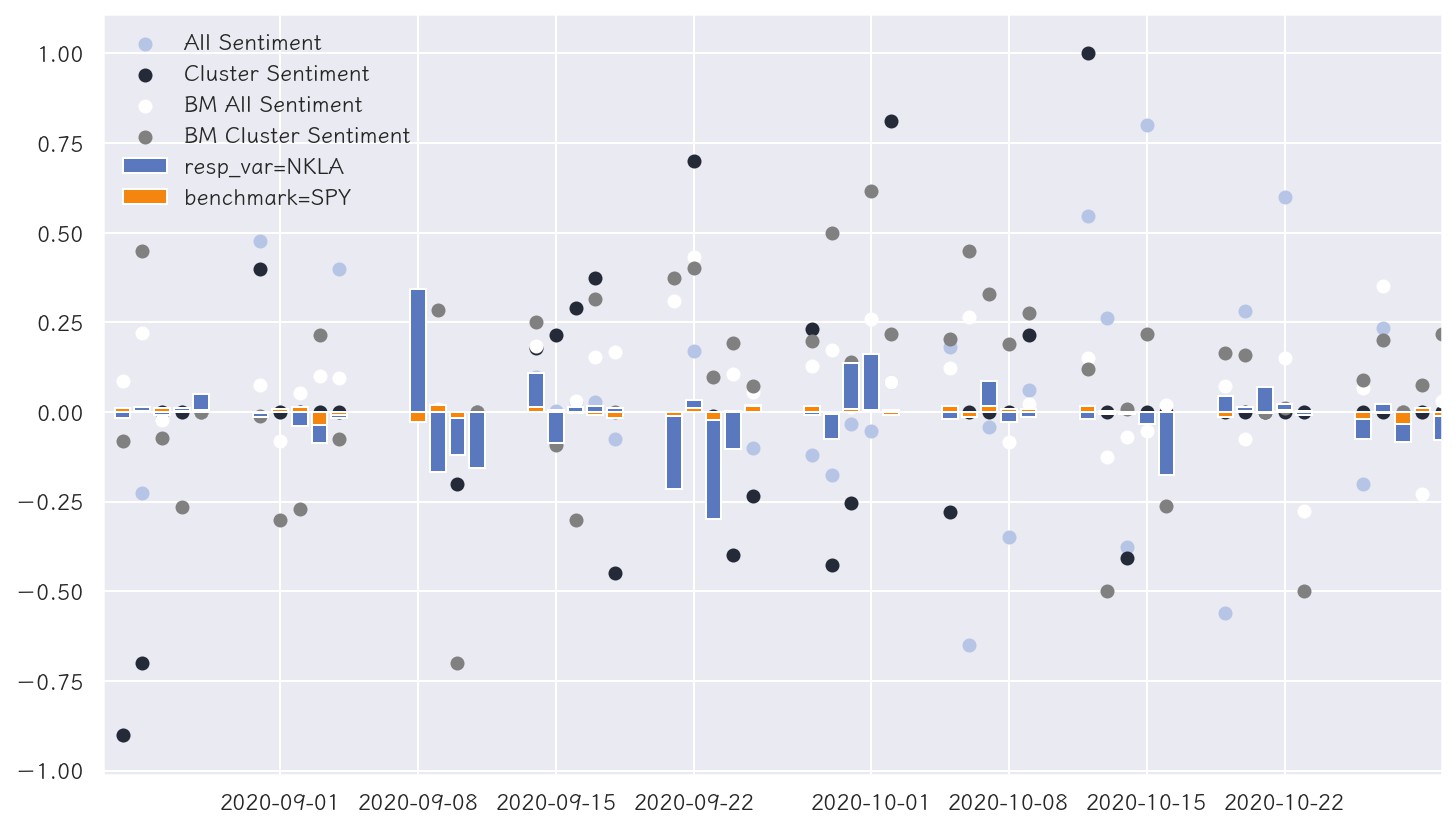 1.00
0.75
0.50
0.25
0.00
−0.25
−0.50
−0.75
−1.00
All Sentiment
Cluster Sentiment
BM All Sentiment
BM Cluster Sentiment
resp_var=NKLA
benchmark=SPY
2020-09-01 2020-09-08 2020-09-15 2020-09-22 2020-10-01 2020-10-08 2020-10-15 2020-10-22